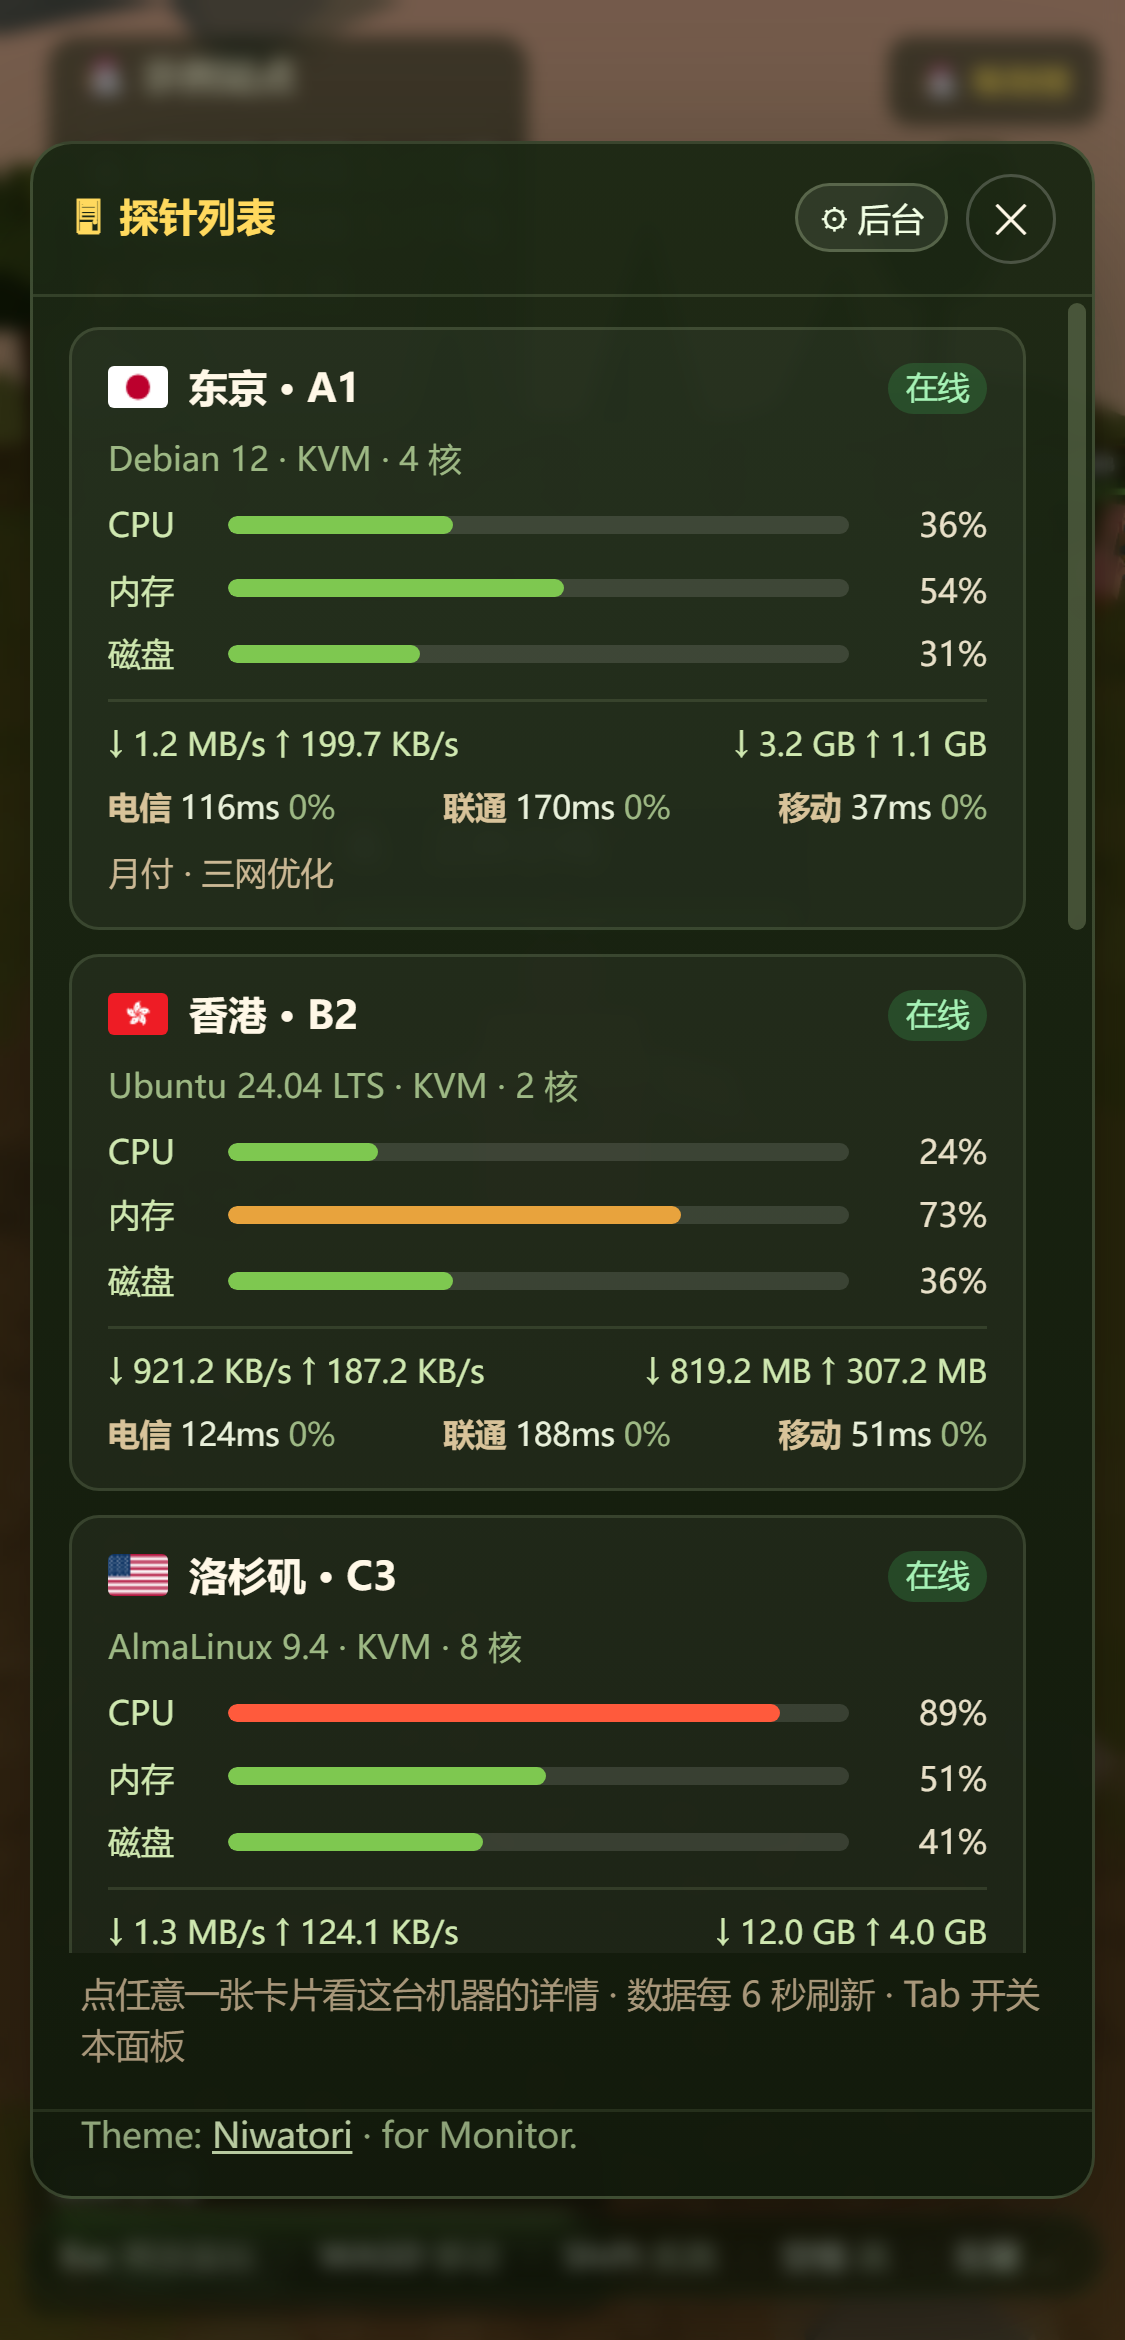 探针列表
后台
东京 • A1
在线
Debian 12 · KVM · 4 核
CPU 36%
内存 54%
磁盘 31%
↓ 1.2 MB/s ↑ 199.7 KB/s ↓ 3.2 GB ↑ 1.1 GB
电信 116ms 0% 联通 170ms 0% 移动 37ms 0%
月付 · 三网优化
香港 • B2
在线
Ubuntu 24.04 LTS · KVM · 2 核
CPU 24%
内存 73%
磁盘 36%
↓ 921.2 KB/s ↑ 187.2 KB/s ↓ 819.2 MB ↑ 307.2 MB
电信 124ms 0% 联通 188ms 0% 移动 51ms 0%
洛杉矶 • C3
在线
AlmaLinux 9.4 · KVM · 8 核
CPU 89%
内存 51%
磁盘 41%
↓ 1.3 MB/s ↑ 124.1 KB/s ↓ 12.0 GB ↑ 4.0 GB
点任意一张卡片看这台机器的详情 · 数据每 6 秒刷新 · Tab 开关
本面板
Theme: Niwatori · for Monitor.